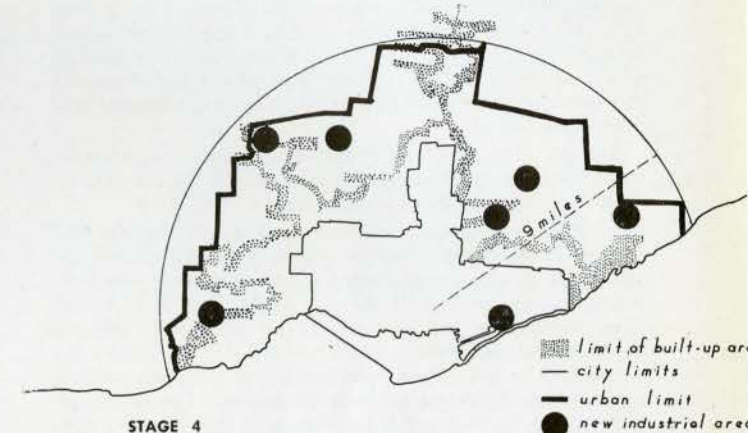 9 miles
limit of built-up are
city limits
urban limit
new industrial area
STAGE 4